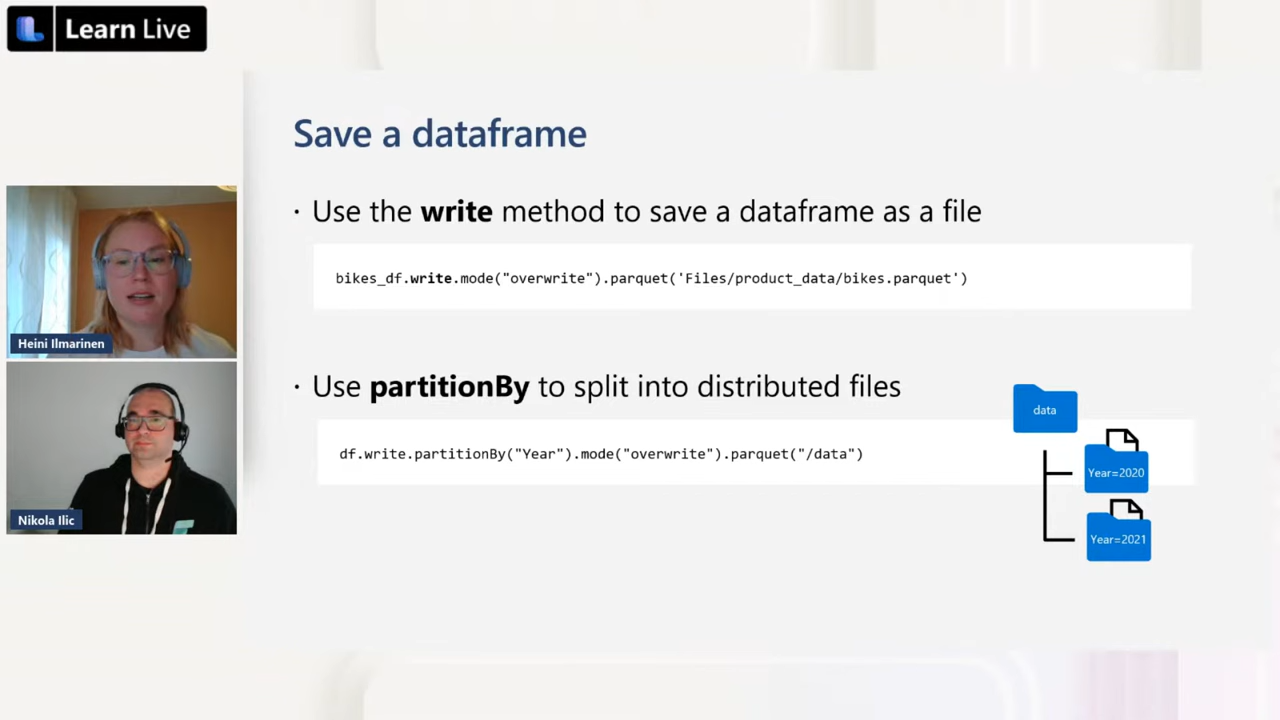 Learn Live
Save a dataframe
· Use the write method to save a dataframe as a file
bikes_df.write.mode("overwrite").parquet('Files/product_data/bikes.parquet')
Heini Ilmarinen
· Use partitionBy to split into distributed files
data
df.write.partitionBy("Year").mode("overwrite").parquet("/data")
Year=2020
Nikola Ilic
Year=2021